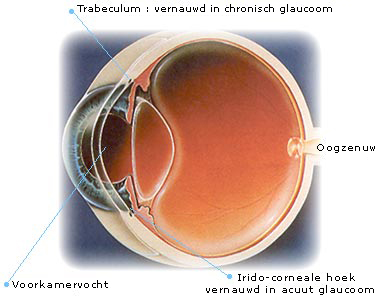 Trabeculum : vernauwd in chronisch glaucoom
Oogzenuw
Irido-corneale hoek
vernauwd in acuut glaucoom
Voorkamervocht